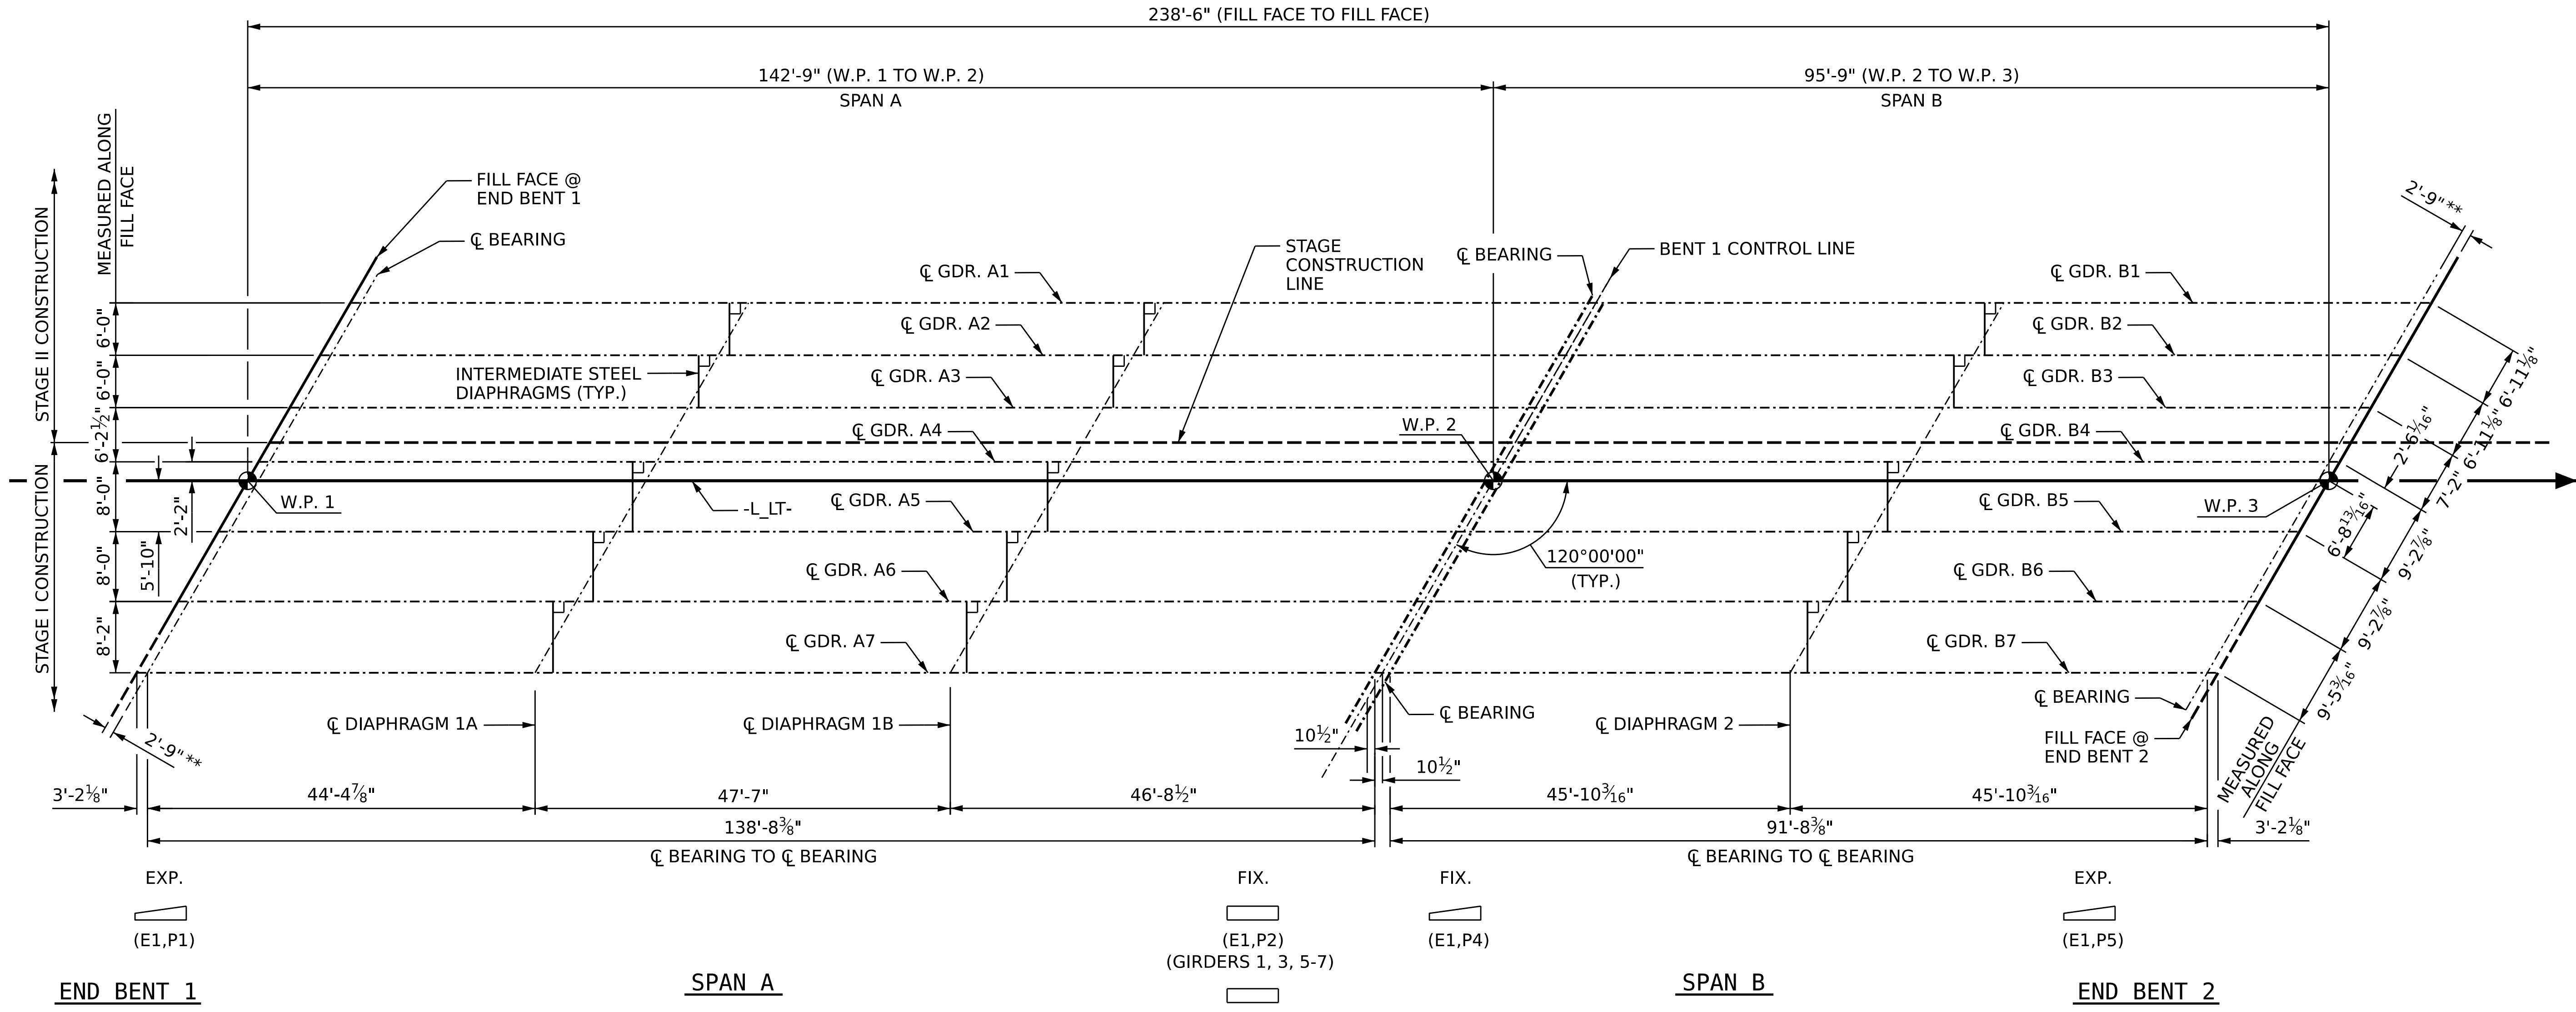 238'-6" (FILL FACE TO FILL FACE)
142'-9" (W.P. 1 TO W.P. 2)
SPAN A
95'-9" (W.P. 2 TO W.P. 3)
SPAN B
STAGE II CONSTRUCTION
STAGE I CONSTRUCTION
MEASURED ALONG
FILL FACE
6'-0"
6'-0"
6'-2½"
8'-0"
8'-0"
8'-2"
2'-2"
5'-10"
FILL FACE @
END BENT 1
℄ BEARING
℄ GDR. A1
℄ GDR. A2
℄ GDR. A3
℄ GDR. A4
℄ GDR. A5
℄ GDR. A6
℄ GDR. A7
INTERMEDIATE STEEL
DIAPHRAGMS (TYP.)
STAGE
CONSTRUCTION
LINE
℄ BEARING
BENT 1 CONTROL LINE
W.P. 1
-L_LT-
W.P. 2
120°00'00"
(TYP.)
℄ GDR. B1
℄ GDR. B2
℄ GDR. B3
℄ GDR. B4
℄ GDR. B5
℄ GDR. B6
℄ GDR. B7
W.P. 3
2'-9"**
6'-11⅛"
6'-11⅛"
2'-6 1/16"
7'-2"
6'-8 13/16"
9'-2⅞"
9'-2⅞"
9'-5 3/16"
MEASURED
ALONG
FILL FACE
℄ BEARING
FILL FACE @
END BENT 2
2'-9"**
℄ DIAPHRAGM 1A
℄ DIAPHRAGM 1B
℄ BEARING
℄ DIAPHRAGM 2
10½"
10½"
3'-2⅛"
44'-4⅞"
47'-7"
46'-8½"
45'-10 3/16"
45'-10 3/16"
138'-8⅜"
℄ BEARING TO ℄ BEARING
91'-8⅜"
℄ BEARING TO ℄ BEARING
3'-2⅛"
EXP.
(E1,P1)
FIX.
(E1,P2)
(GIRDERS 1, 3, 5-7)
FIX.
(E1,P4)
EXP.
(E1,P5)
END BENT 1
SPAN A
SPAN B
END BENT 2